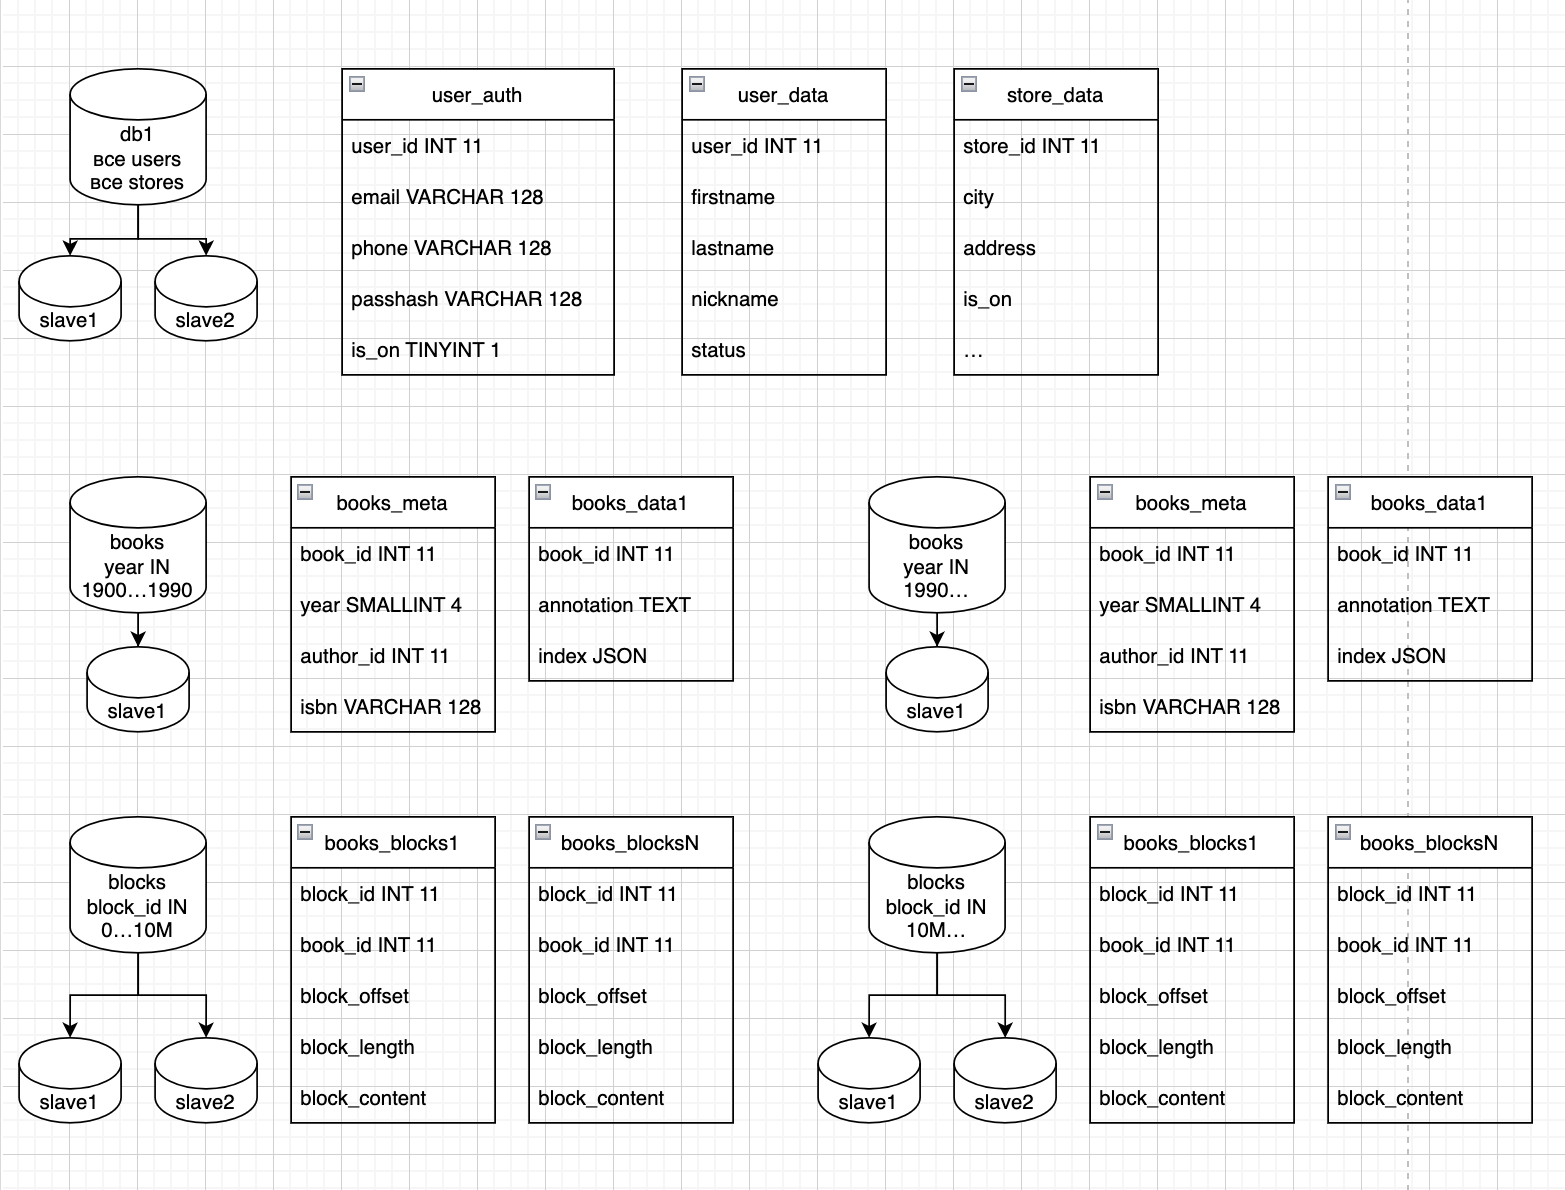 db1
все users
все stores
slave1
slave2
user_auth
user_id INT 11
email VARCHAR 128
phone VARCHAR 128
passhash VARCHAR 128
is_on TINYINT 1
user_data
user_id INT 11
firstname
lastname
nickname
status
store_data
store_id INT 11
city
address
is_on
...
books
year IN
1900...1990
slave1
books_meta
book_id INT 11
year SMALLINT 4
author_id INT 11
isbn VARCHAR 128
books_data1
book_id INT 11
annotation TEXT
index JSON
books
year IN
1990...
slave1
books_meta
book_id INT 11
year SMALLINT 4
author_id INT 11
isbn VARCHAR 128
books_data1
book_id INT 11
annotation TEXT
index JSON
blocks
block_id IN
0...10M
slave1
slave2
books_blocks1
block_id INT 11
book_id INT 11
block_offset
block_length
block_content
books_blocksN
block_id INT 11
book_id INT 11
block_offset
block_length
block_content
blocks
block_id IN
10M...
slave1
slave2
books_blocks1
block_id INT 11
book_id INT 11
block_offset
block_length
block_content
books_blocksN
block_id INT 11
book_id INT 11
block_offset
block_length
block_content